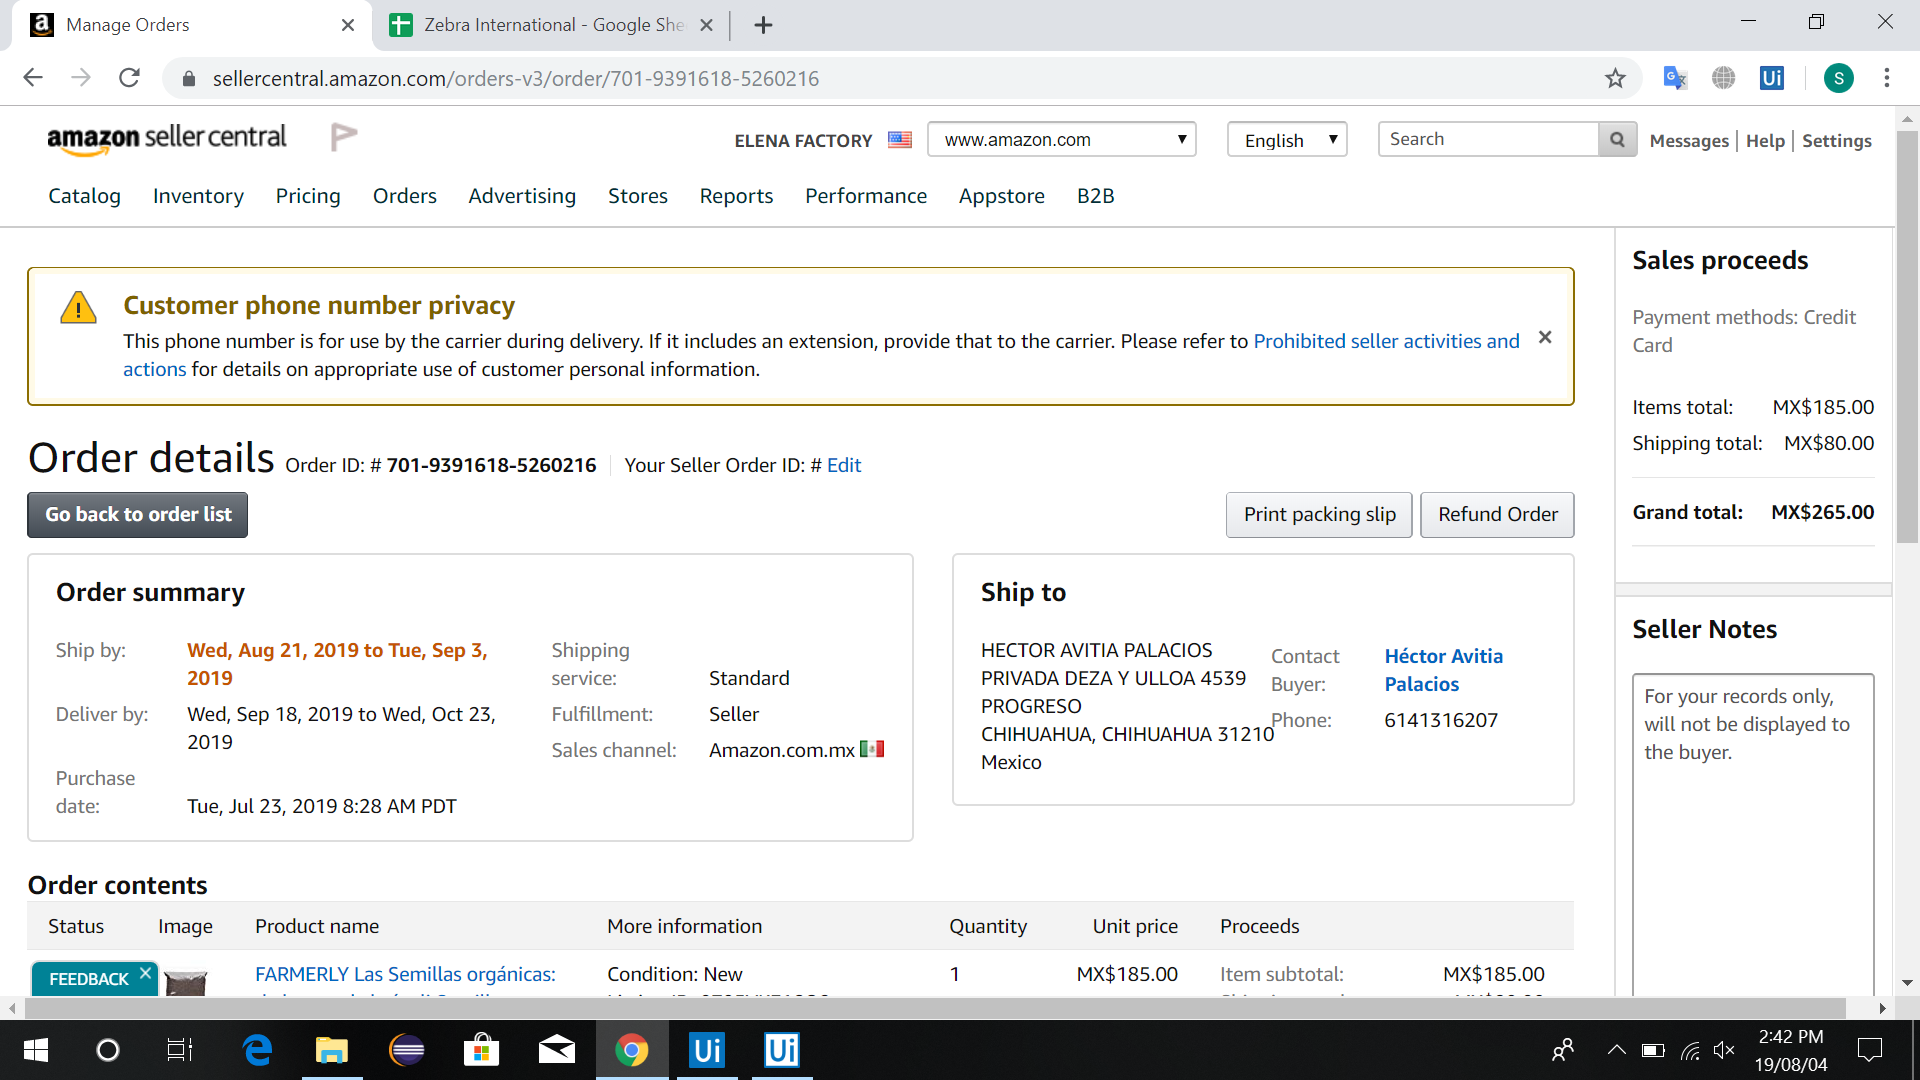 Manage Orders
Zebra International - Google She
sellercentral.amazon.com/orders-v3/order/701-9391618-5260216
Ui
S
amazon seller central
ELENA FACTORY
www.amazon.com
English
Search
Messages
Help
Settings
Catalog
Inventory
Pricing
Orders
Advertising
Stores
Reports
Performance
Appstore
B2B
Customer phone number privacy
This phone number is for use by the carrier during delivery. If it includes an extension, provide that to the carrier. Please refer to Prohibited seller activities and
actions for details on appropriate use of customer personal information.
Order details
Order ID: # 701-9391618-5260216
Your Seller Order ID: # Edit
Go back to order list
Print packing slip
Refund Order
Order summary
Ship by:
Wed, Aug 21, 2019 to Tue, Sep 3,
2019
Deliver by:
Wed, Sep 18, 2019 to Wed, Oct 23,
2019
Purchase
date:
Tue, Jul 23, 2019 8:28 AM PDT
Shipping
service:
Standard
Fulfillment:
Seller
Sales channel:
Amazon.com.mx
Ship to
HECTOR AVITIA PALACIOS
PRIVADA DEZA Y ULLOA 4539
PROGRESO
CHIHUAHUA, CHIHUAHUA 31210
Mexico
Contact
Buyer:
Héctor Avitia
Palacios
Phone:
6141316207
Sales proceeds
Payment methods: Credit
Card
Items total:
MX$185.00
Shipping total:
MX$80.00
Grand total:
MX$265.00
Seller Notes
For your records only,
will not be displayed to
the buyer.
Order contents
Status
Image
Product name
More information
Quantity
Unit price
Proceeds
FEEDBACK
FARMERLY Las Semillas orgánicas:
Condition: New
1
MX$185.00
Item subtotal:
MX$185.00
Ui
Ui
2:42 PM
19/08/04